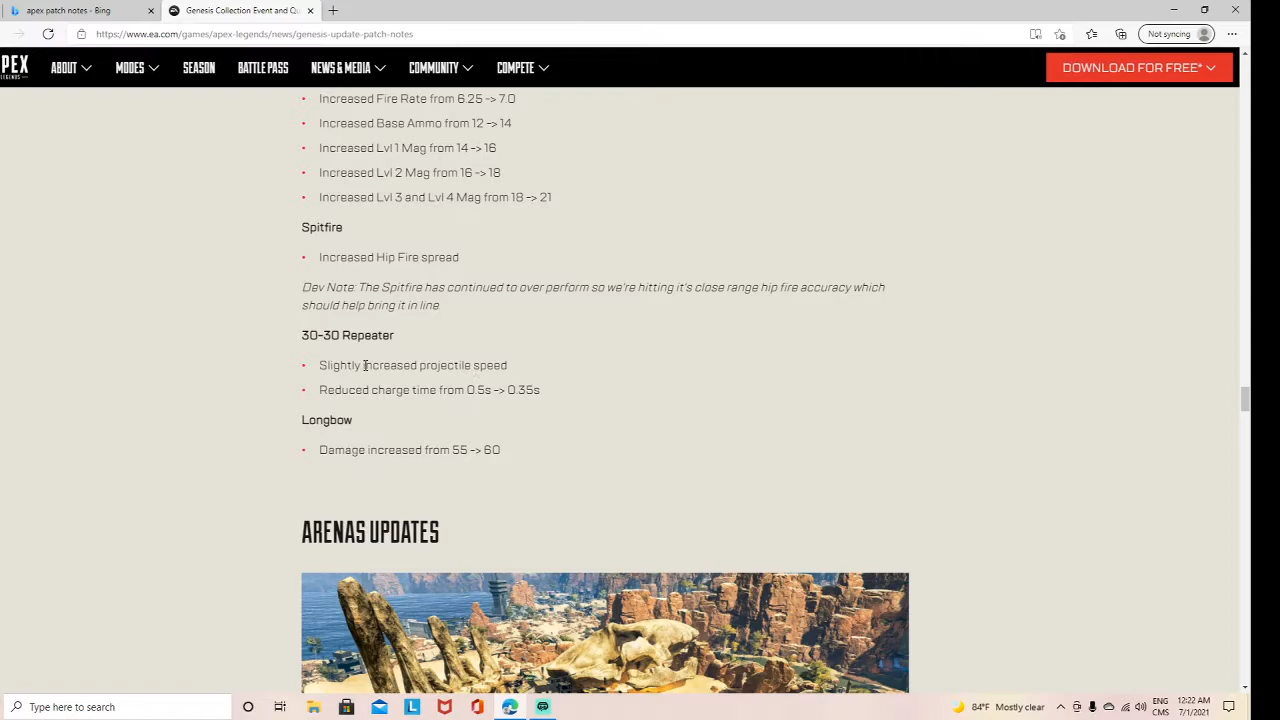 apex patch notes - Bing
Genesis Collection Event and Qu
https://www.ea.com/games/apex-legends/news/genesis-update-patch-notes
Not syncing
ABOUT MODES SEASON BATTLE PASS NEWS & MEDIA COMMUNITY COMPETE DOWNLOAD FOR FREE*
Increased Fire Rate from 6.25 -> 7.0
Increased Base Ammo from 12 -> 14
Increased Lvl 1 Mag from 14 -> 16
Increased Lvl 2 Mag from 16 -> 18
Increased Lvl 3 and Lvl 4 Mag from 18 -> 21
Spitfire
Increased Hip Fire spread
Dev Note: The Spitfire has continued to over perform so we're hitting it's close range hip fire accuracy which
should help bring it in line.
30-30 Repeater
Slightly increased projectile speed
Reduced charge time from 0.5s -> 0.35s
Longbow
Damage increased from 55 -> 60
ARENAS UPDATES
Type here to search
84°F Mostly clear
ENG
CMS
12:22 AM
7/1/2021